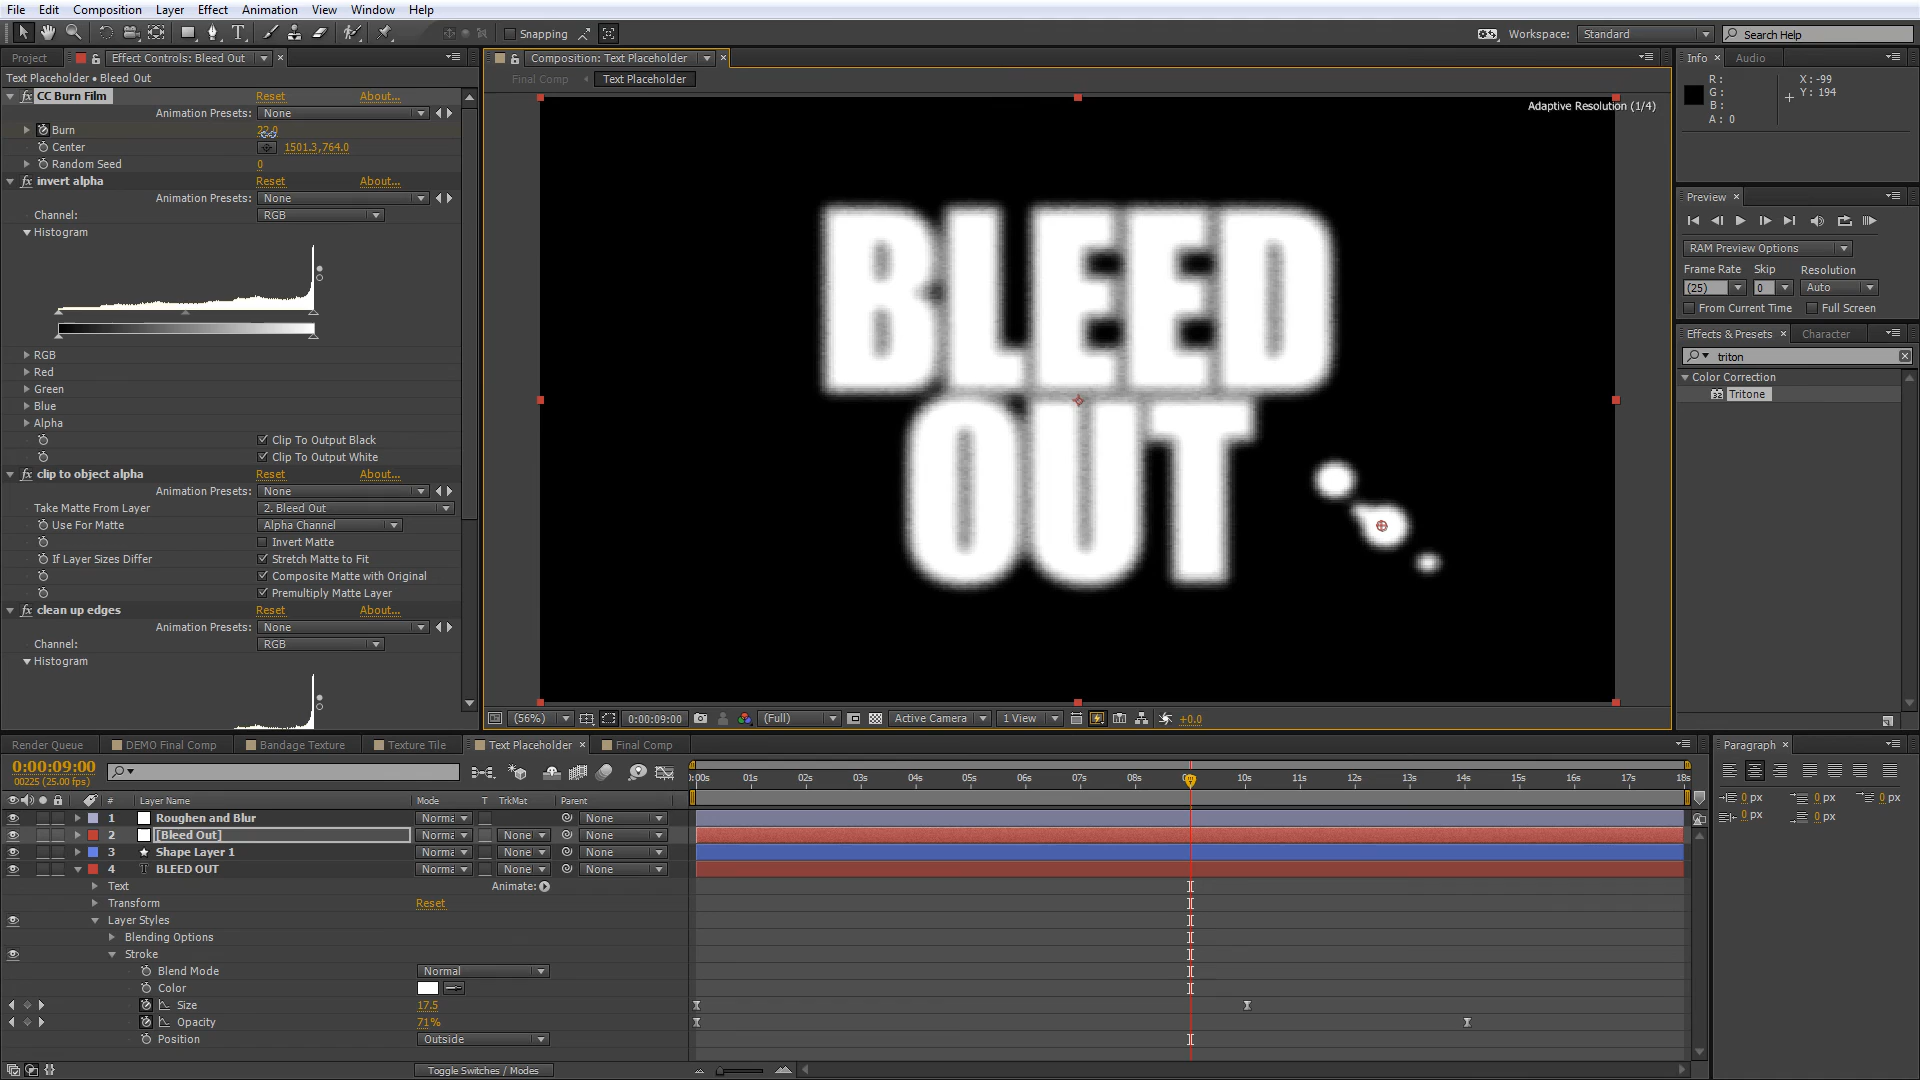 File Edit Composition Layer Effect Animation View Window Help
Snapping
Workspace: Standard
Search Help
Project
Effect Controls: Bleed Out
Text Placeholder • Bleed Out
CC Burn Film Reset About...
Animation Presets: None
Burn
Center 1501.3,764.0
Random Seed 0
invert alpha Reset About...
Animation Presets: None
Channel: RGB
Histogram
RGB
Red
Green
Blue
Alpha
Clip To Output Black
Clip To Output White
clip to object alpha Reset About...
Animation Presets: None
Take Matte From Layer 2. Bleed Out
Use For Matte Alpha Channel
Invert Matte
If Layer Sizes Differ Stretch Matte to Fit
Composite Matte with Original
Premultiply Matte Layer
clean up edges Reset About...
Animation Presets: None
Channel: RGB
Histogram
Composition: Text Placeholder
Final Comp Text Placeholder
Adaptive Resolution (1/4)
BLEED
OUT
(56%) 0:00:09:00 (Full) Active Camera 1 View +0.0
Info Audio
R: X: -99
G: Y: 194
B:
A: 0
Preview
RAM Preview Options
Frame Rate Skip Resolution
(25) 0 Auto
From Current Time Full Screen
Effects & Presets Character
triton
Color Correction
32 Tritone
Render Queue DEMO Final Comp Bandage Texture Texture Tile Text Placeholder Final Comp
0:00:09:00
00225 (25.00 fps)
:00s 01s 02s 03s 04s 05s 06s 07s 08s 10s 11s 12s 13s 14s 15s 16s 17s 18s
# Layer Name Mode T TrkMat Parent
1 Roughen and Blur Norma None
2 [Bleed Out] Norma None None
3 Shape Layer 1 Norma None None
4 T BLEED OUT Norma None None
Text Animate:
Transform Reset
Layer Styles
Blending Options
Stroke
Blend Mode Normal
Color
Size 17.5
Opacity 71%
Position Outside
Toggle Switches / Modes
Paragraph
0 px 0 px 0 px
0 px 0 px